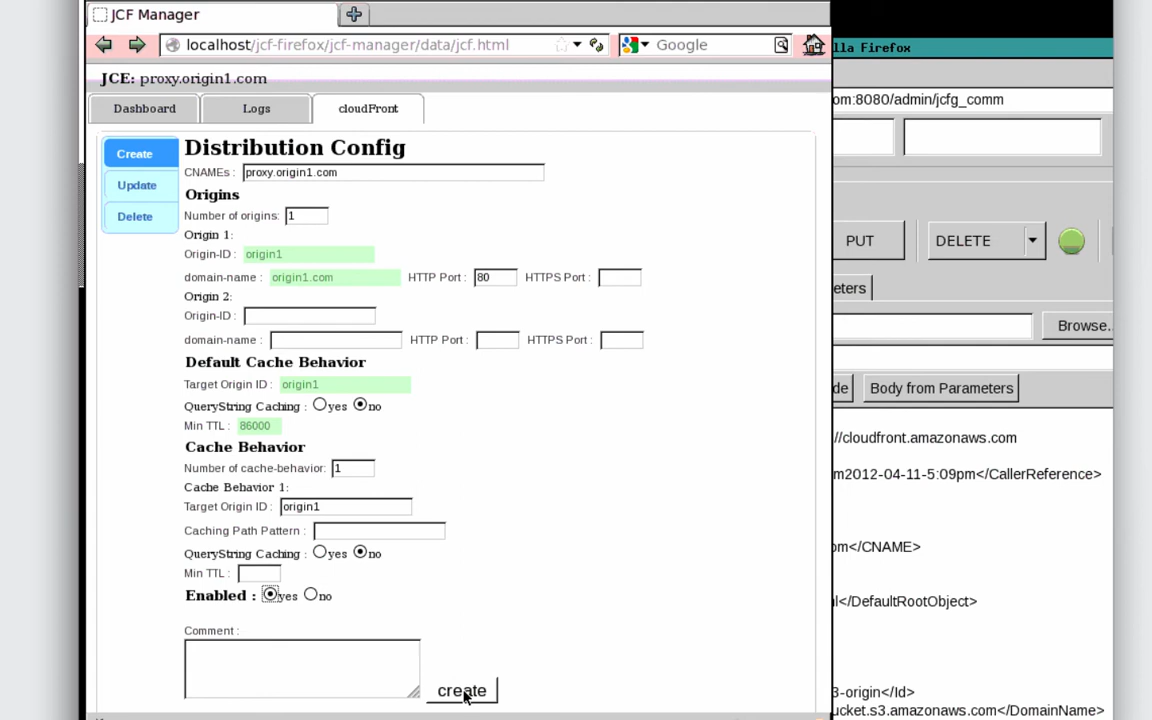 JCF Manager
localhost/jcf-firefox/jcf-manager/data/jcf.html
Google
lla Firefox
JCE: proxy.origin1.com
om:8080/admin/jcfg_comm
Dashboard Logs cloudFront
Create
Update
Delete
Distribution Config
CNAMEs : proxy.origin1.com
Origins
Number of origins: 1
Origin 1:
Origin-ID : origin1
domain-name : origin1.com HTTP Port : 80 HTTPS Port :
Origin 2:
Origin-ID :
domain-name : HTTP Port : HTTPS Port :
Default Cache Behavior
Target Origin ID : origin1
QueryString Caching : yes no
Min TTL : 86000
Cache Behavior
Number of cache-behavior: 1
Cache Behavior 1:
Target Origin ID : origin1
Caching Path Pattern :
QueryString Caching : yes no
Min TTL :
Enabled : yes no
Comment :
create
PUT DELETE
eters
Browse..
de Body from Parameters
//cloudfront.amazonaws.com
m2012-04-11-5:09pm</CallerReference>
om</CNAME>
l</DefaultRootObject>
3-origin</Id>
ucket.s3.amazonaws.com</DomainName>